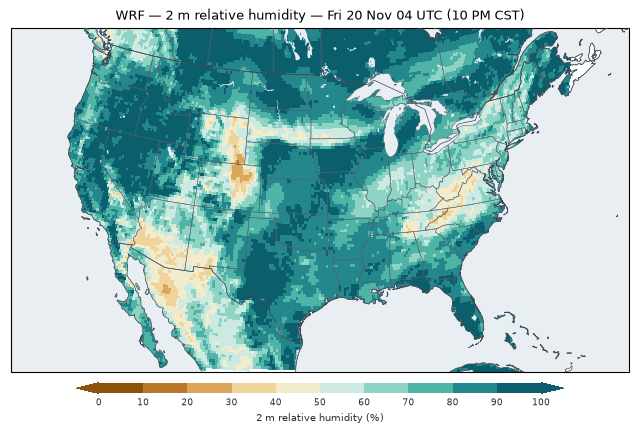 WRF — 2 m relative humidity — Fri 20 Nov 04 UTC (10 PM CST)
0 10 20 30 40 50 60 70 80 90 100
2 m relative humidity (%)